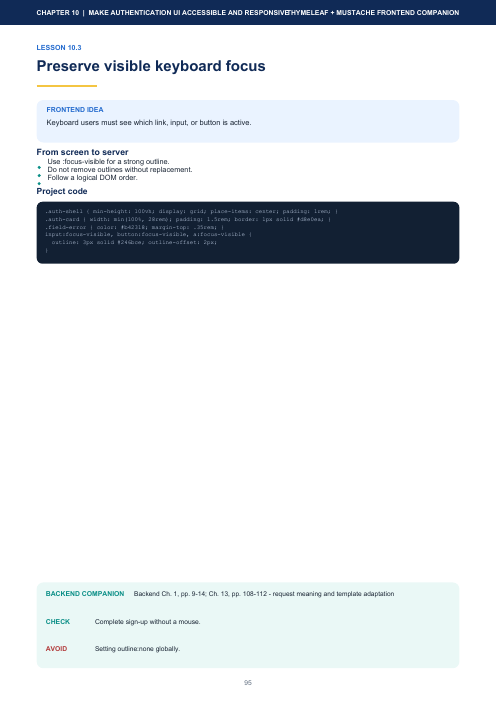 CHAPTER 10 | MAKE AUTHENTICATION UI ACCESSIBLE AND RESPONSIVE THYMELEAF + MUSTACHE FRONTEND COMPANION
LESSON 10.3
Preserve visible keyboard focus
FRONTEND IDEA
Keyboard users must see which link, input, or button is active.
From screen to server
Use :focus-visible for a strong outline.
Do not remove outlines without replacement.
Follow a logical DOM order.
Project code
.auth-shell { min-height: 100vh; display: grid; place-items: center; padding: 1rem; }
.auth-card { width: min(100%, 28rem); padding: 1.5rem; border: 1px solid #d8e0ea; }
.field-error { color: #b42318; margin-top: .35rem; }
input:focus-visible, button:focus-visible, a:focus-visible {
outline: 3px solid #246bce; outline-offset: 2px;
}
BACKEND COMPANION Backend Ch. 1, pp. 9-14; Ch. 13, pp. 108-112 - request meaning and template adaptation
CHECK Complete sign-up without a mouse.
AVOID Setting outline:none globally.
95